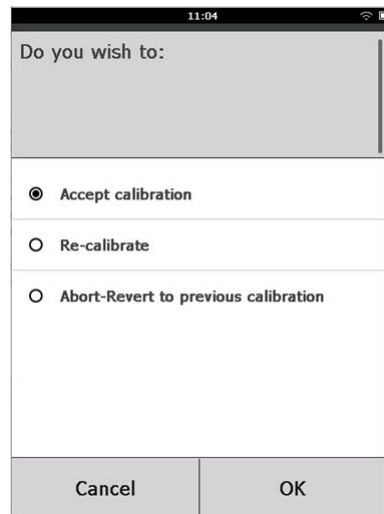 11:04
Do you wish to:
Accept calibration
Re-calibrate
Abort-Revert to previous calibration
Cancel
OK